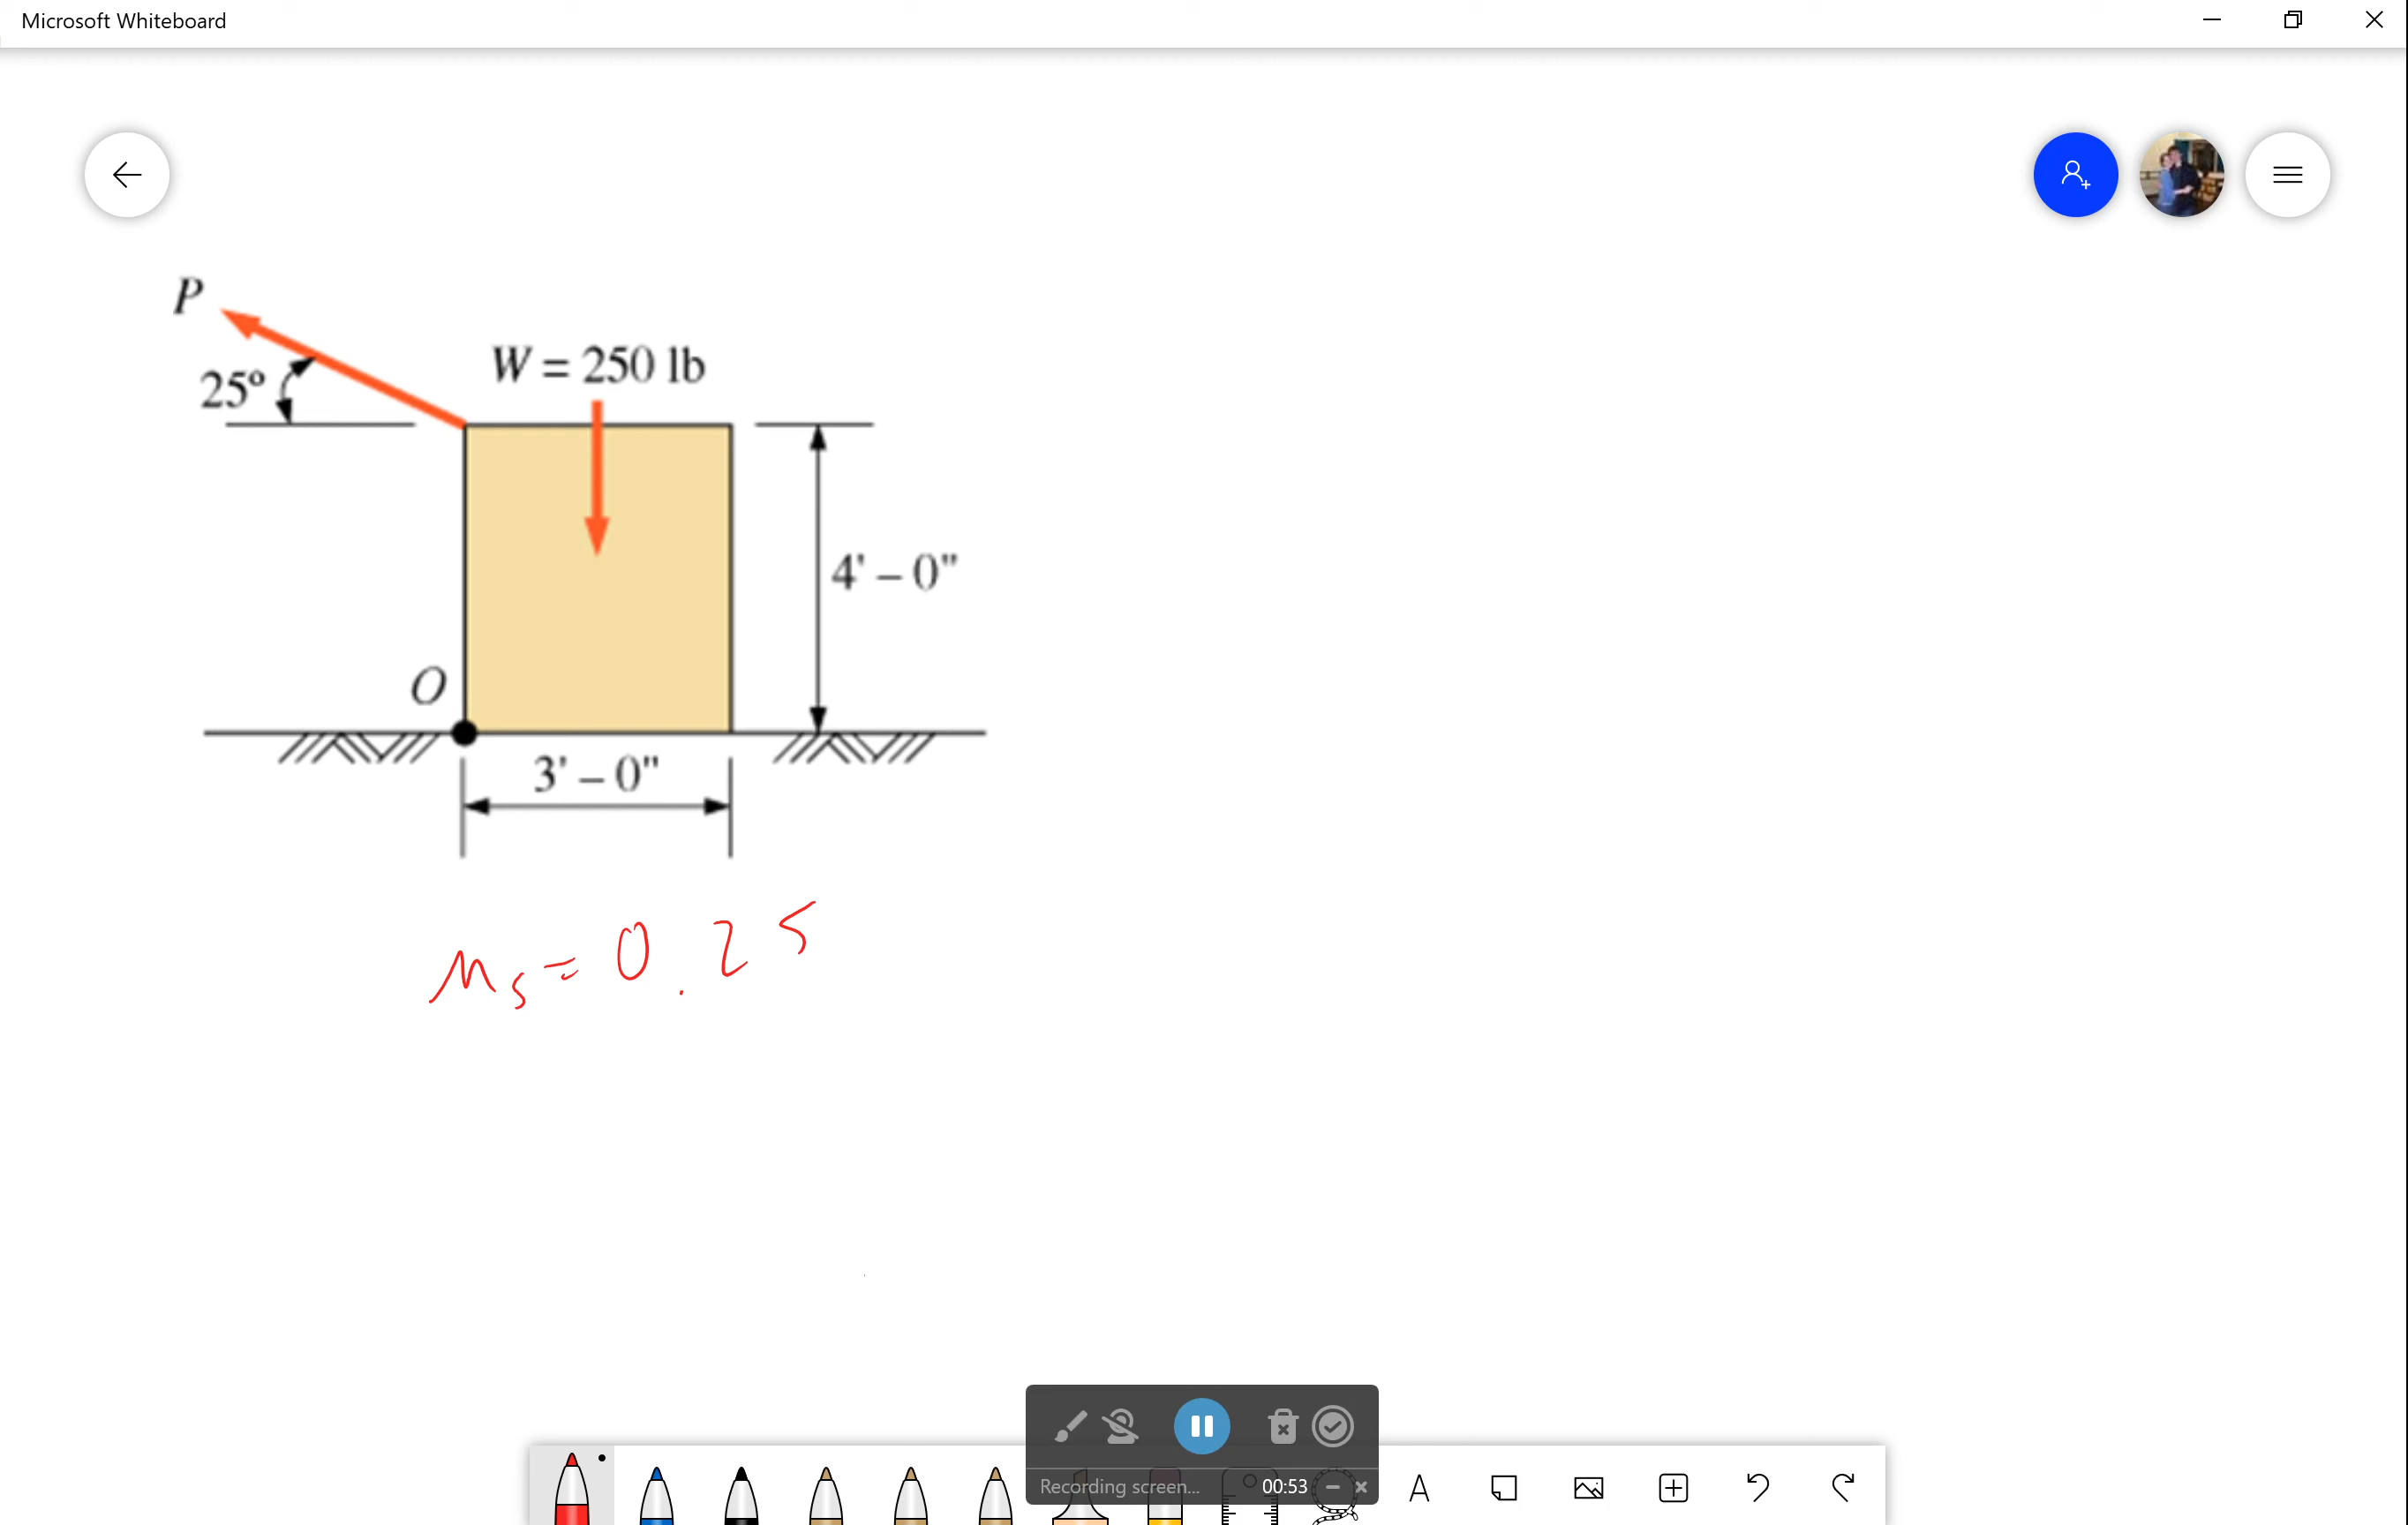 Microsoft Whiteboard
P
25°
W = 250 lb
4' – 0"
O
3' – 0"
μs = 0.25
Recording screen... 00:53